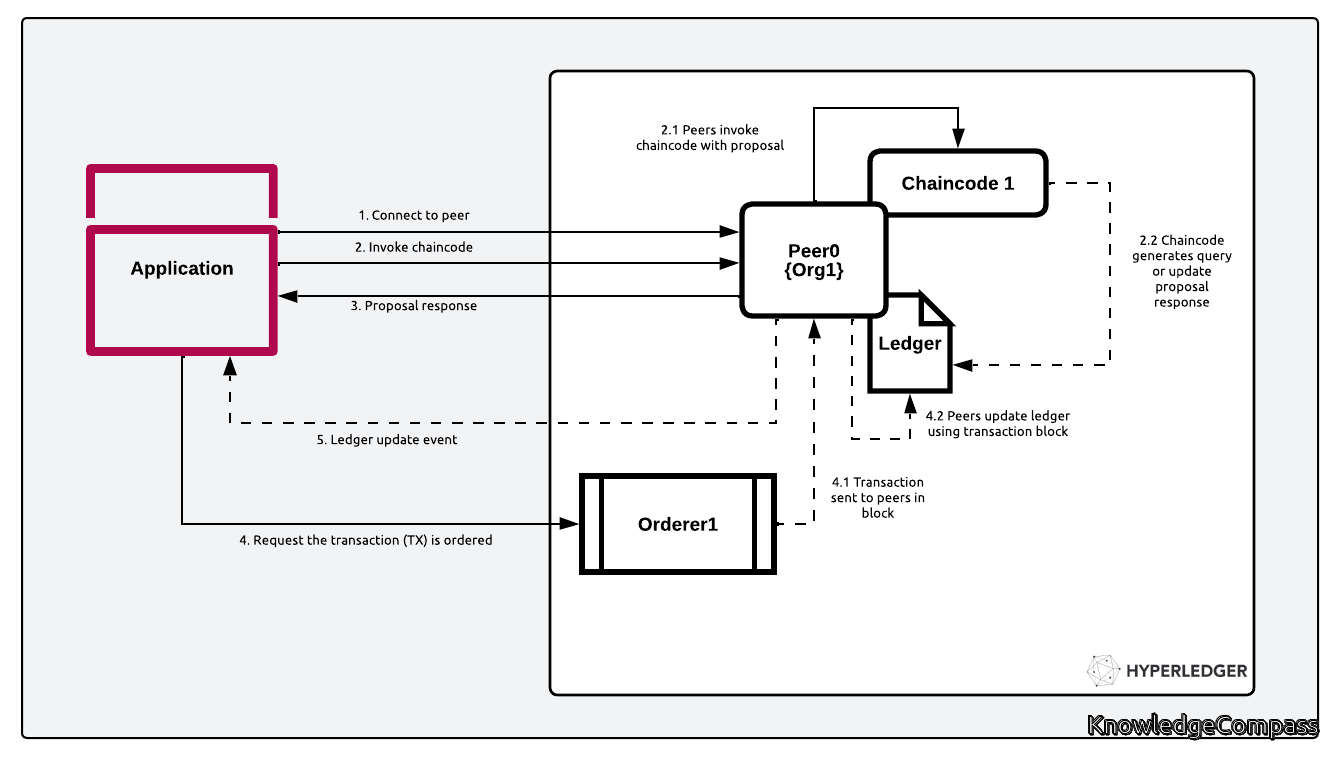 2.1 Peers invoke
chaincode with proposal
Chaincode 1
1. Connect to peer
2. Invoke chaincode
Application
Peer0
{Org1}
2.2 Chaincode
generates query
or update
proposal
response
3. Proposal response
Ledger
4.2 Peers update ledger
using transaction block
5. Ledger update event
4.1 Transaction
sent to peers in
block
Orderer1
4. Request the transaction (TX) is ordered
HYPERLEDGER
KnowledgeCompass